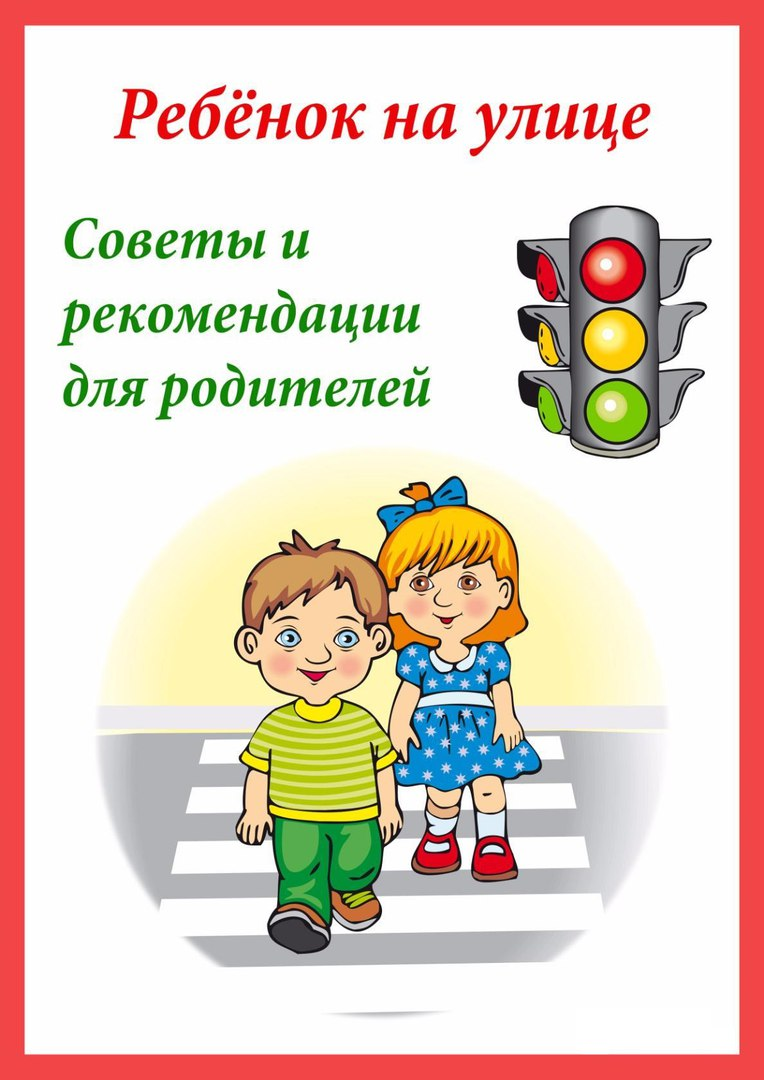 Ребёнок на улице
Советы и
рекомендации
для родителей